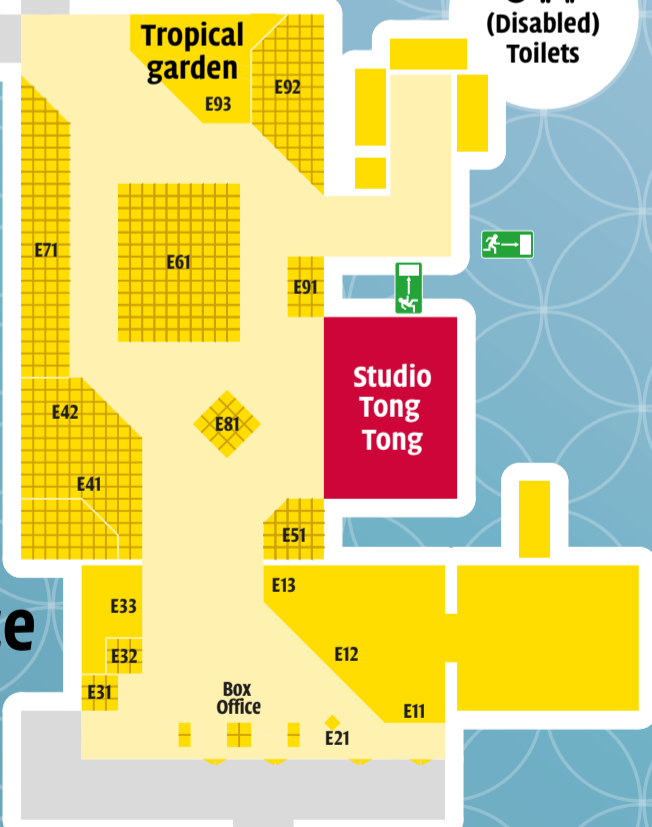 (Disabled)
Toilets
Tropical
garden
E93
E92
E71
E61
E91
Studio
Tong
Tong
E42
E81
E41
E51
E13
E33
E32
E12
E31
Box
Office
E11
E21